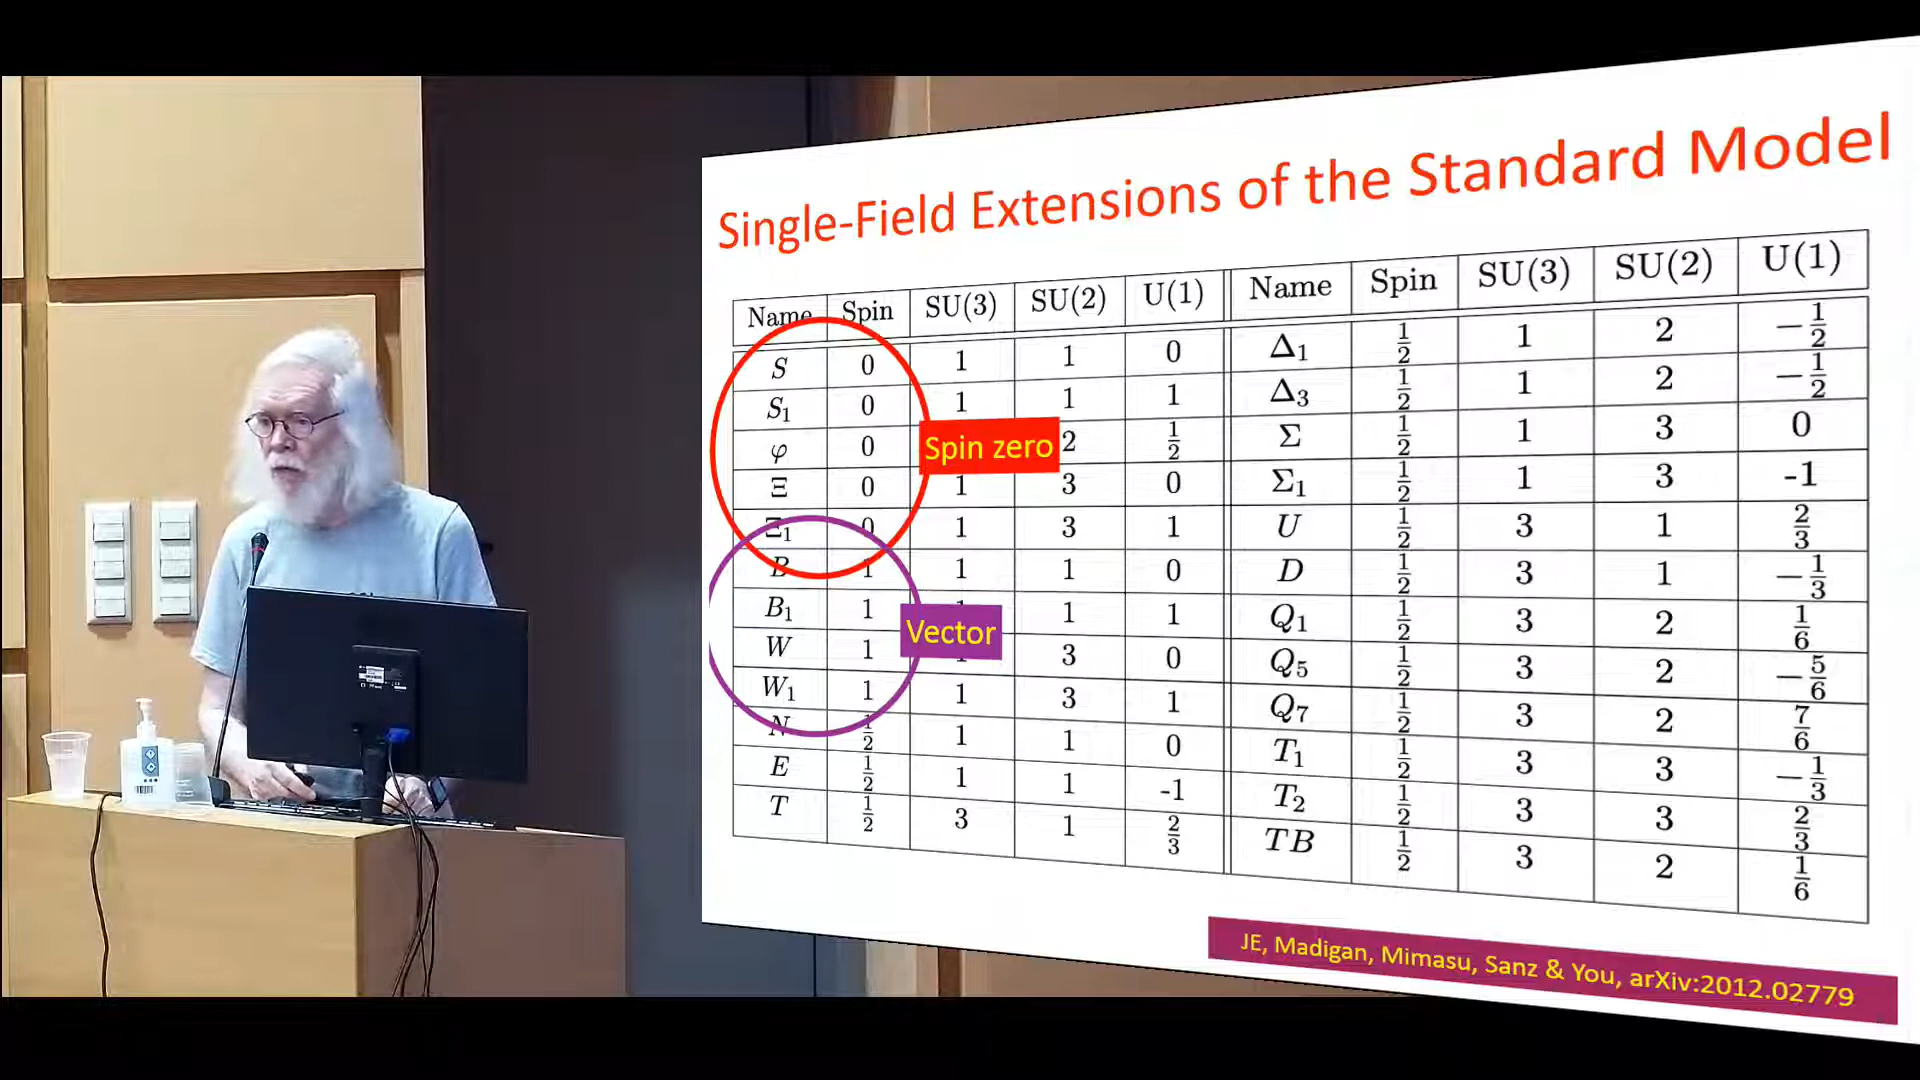 Single-Field Extensions of the Standard Model
Name Spin SU(3) SU(2) U(1) Name Spin SU(3) SU(2) U(1)
S 0 1 1 0 Δ₁ 1/2 1 2 −1/2
S₁ 0 1 1 1 Δ₃ 1/2 1 2 −1/2
φ 0 Spin zero 2 1/2 Σ 1/2 1 3 0
Ξ 0 1 3 0 Σ₁ 1/2 1 3 -1
Ξ₁ 0 1 3 1 U 1/2 3 1 2/3
B 1 1 1 0 D 1/2 3 1 −1/3
B₁ 1 Vector 1 1 Q₁ 1/2 3 2 1/6
W 1 3 0 Q₅ 1/2 3 2 −5/6
W₁ 1 1 3 1 Q₇ 1/2 3 2 7/6
N 1/2 1 1 0 T₁ 1/2 3 3 −1/3
E 1/2 1 1 -1 T₂ 1/2 3 3 2/3
T 1/2 3 1 2/3 TB 1/2 3 2 1/6
JE, Madigan, Mimasu, Sanz & You, arXiv:2012.02779